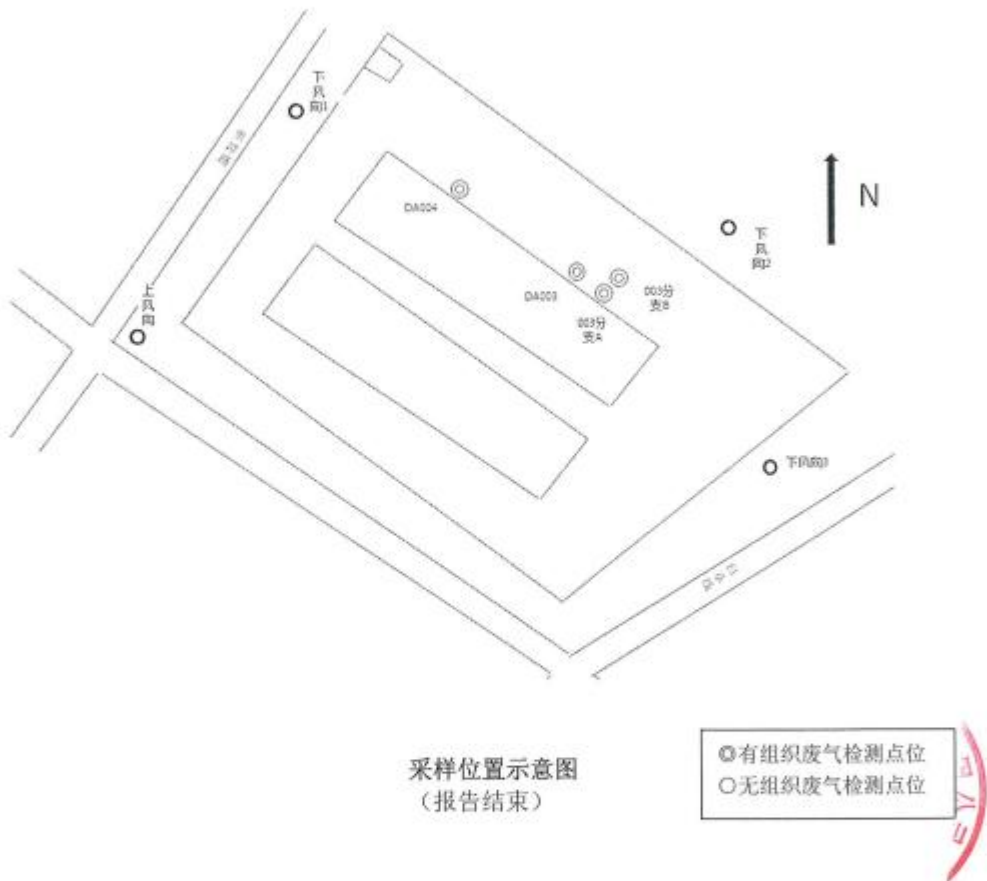 下
风
向1
N
下
风
向2
上
风
向
DA004
DA003
003分
支B
003分
支A
下风向3
采样位置示意图
（报告结束）
◎有组织废气检测点位
○无组织废气检测点位